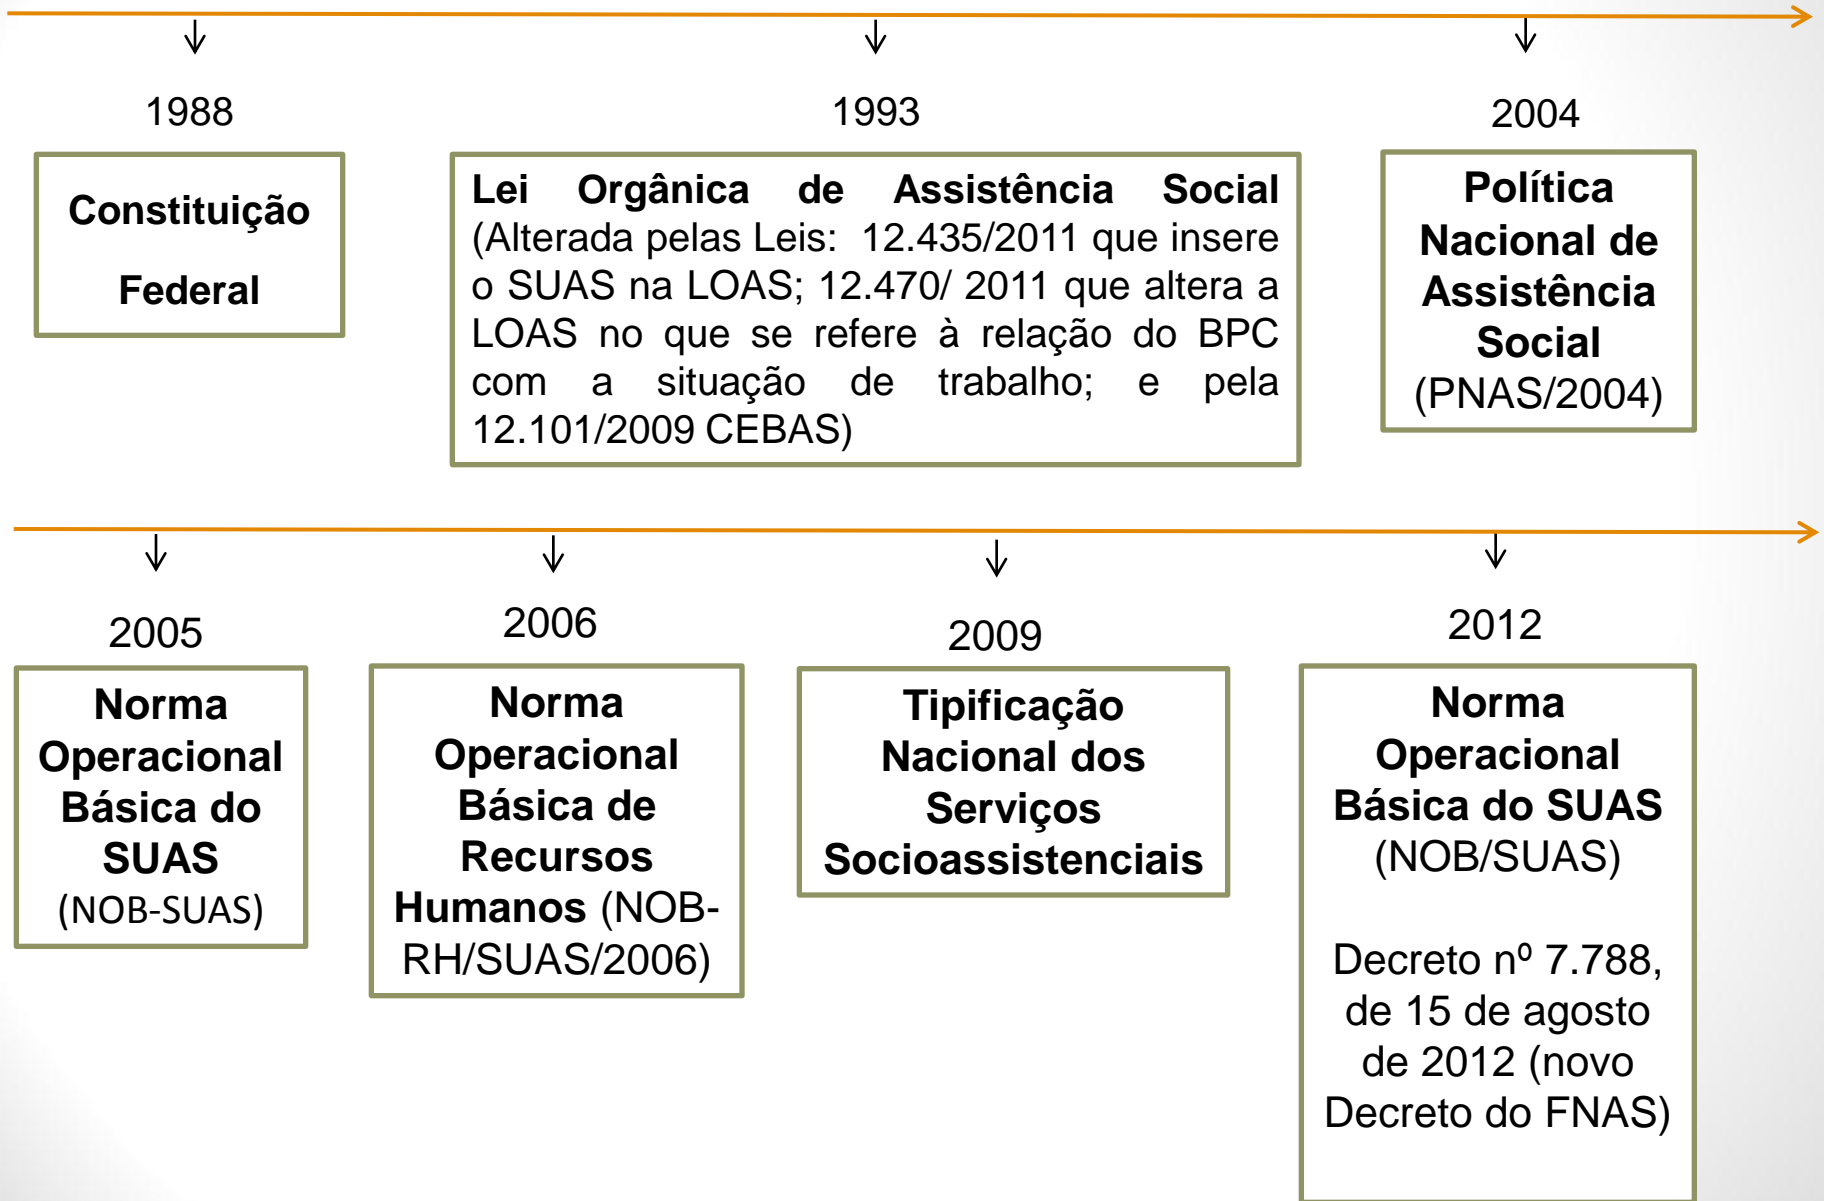 1988
Constituição
Federal
1993
Lei Orgânica de Assistência Social
(Alterada pelas Leis: 12.435/2011 que insere
o SUAS na LOAS; 12.470/ 2011 que altera a
LOAS no que se refere à relação do BPC
com a situação de trabalho; e pela
12.101/2009 CEBAS)
2004
Política
Nacional de
Assistência
Social
(PNAS/2004)
2005
Norma
Operacional
Básica do
SUAS
(NOB-SUAS)
2006
Norma
Operacional
Básica de
Recursos
Humanos (NOB-
RH/SUAS/2006)
2009
Tipificação
Nacional dos
Serviços
Socioassistenciais
2012
Norma
Operacional
Básica do SUAS
(NOB/SUAS)
Decreto nº 7.788,
de 15 de agosto
de 2012 (novo
Decreto do FNAS)